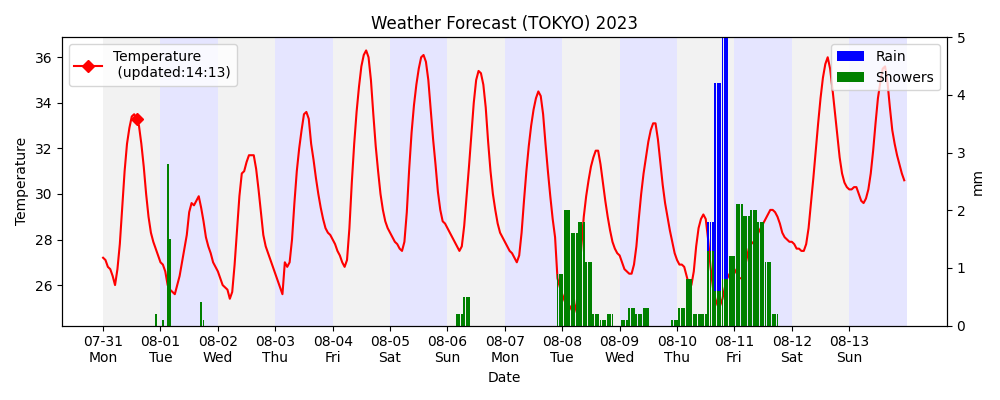 Weather Forecast (TOKYO) 2023
Temperature
(updated:14:13)
Rain
Showers
Temperature
36
34
32
30
28
26
5
4
3
2
1
0
mm
07-31 08-01 08-02 08-03 08-04 08-05 08-06 08-07 08-08 08-09 08-10 08-11 08-12 08-13
Mon Tue Wed Thu Fri Sat Sun Mon Tue Wed Thu Fri Sat Sun
Date